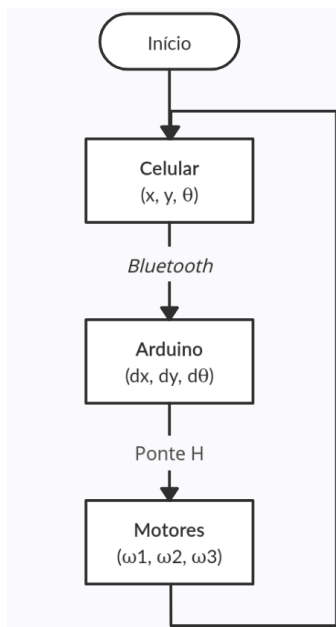 Início
Celular
(x, y, θ)
Bluetooth
Arduino
(dx, dy, dθ)
Ponte H
Motores
(ω1, ω2, ω3)